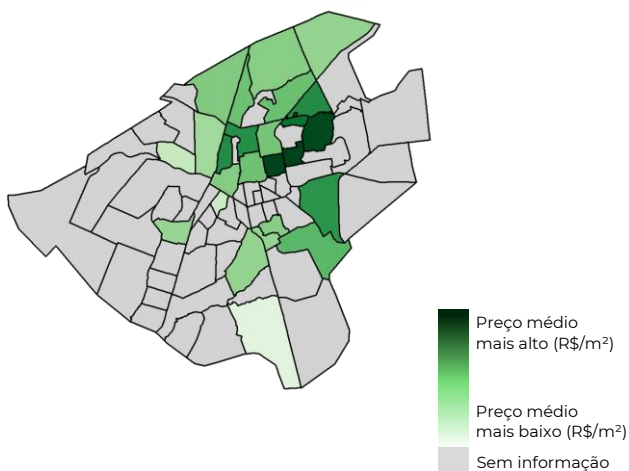 Preço médio
mais alto (R$/m²)
Preço médio
mais baixo (R$/m²)
Sem informação